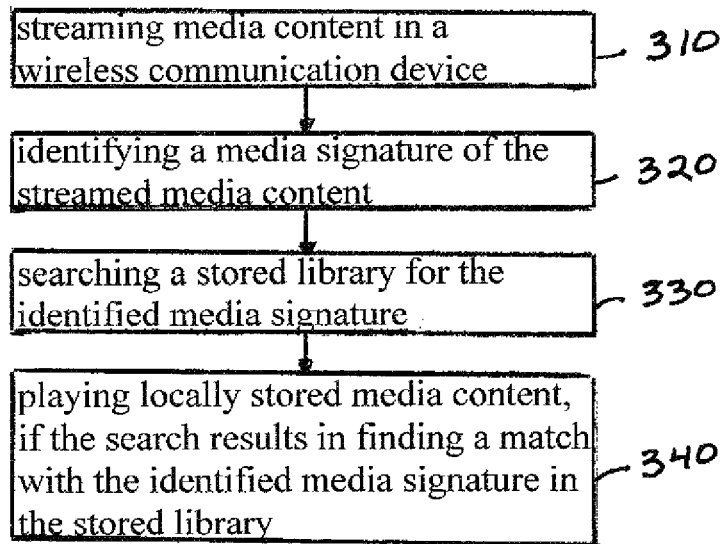 streaming media content in a
wireless communication device
310
identifying a media signature of the
streamed media content
320
searching a stored library for the
identified media signature
330
playing locally stored media content,
if the search results in finding a match
with the identified media signature in
the stored library
340